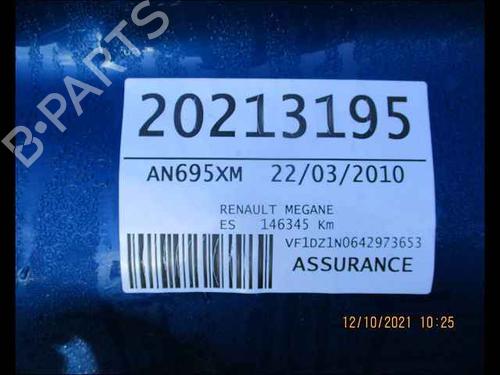 B-PARTS
20213195
AN695XM 22/03/2010
RENAULT MEGANE
ES 146345 Km
VF1DZ1N0642973653
ASSURANCE
12/10/2021 10:25